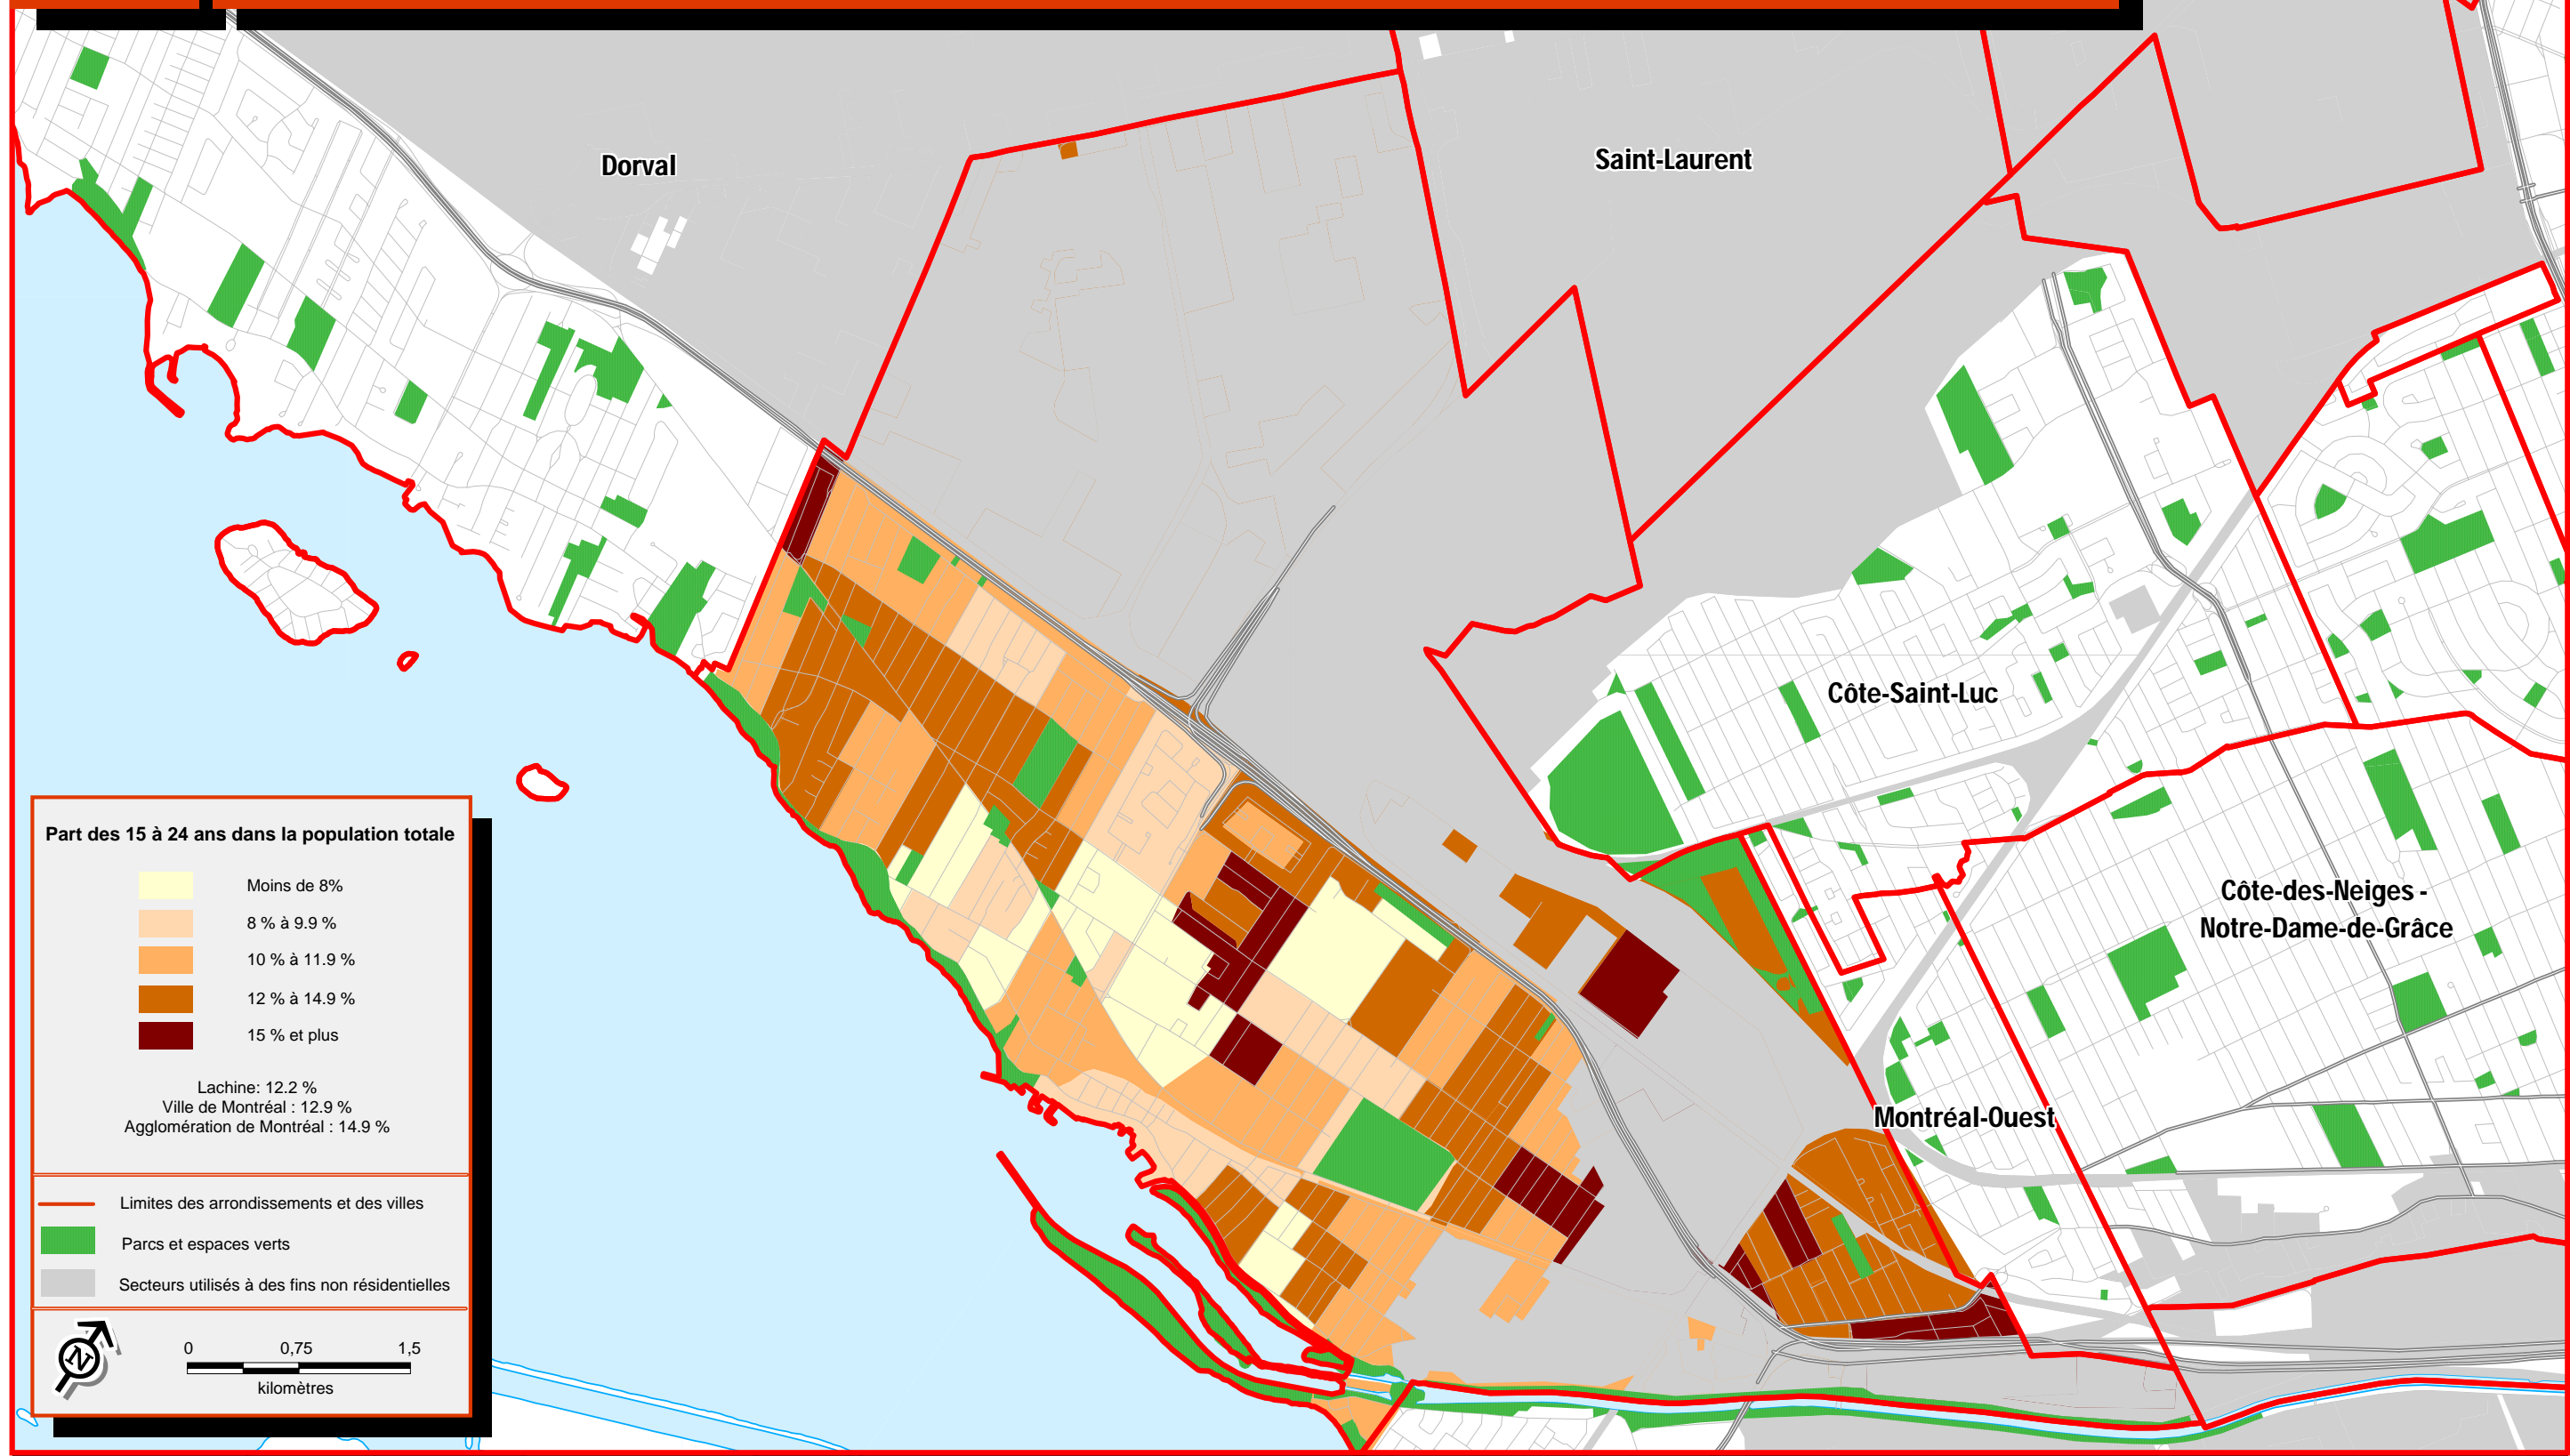 Dorval
Saint-Laurent
Côte-Saint-Luc
Côte-des-Neiges -
Notre-Dame-de-Grâce
Montréal-Ouest
Part des 15 à 24 ans dans la population totale
Moins de 8%
8 % à 9.9 %
10 % à 11.9 %
12 % à 14.9 %
15 % et plus
Lachine: 12.2 %
Ville de Montréal : 12.9 %
Agglomération de Montréal : 14.9 %
Limites des arrondissements et des villes
Parcs et espaces verts
Secteurs utilisés à des fins non résidentielles
N
0 0,75 1,5
kilomètres